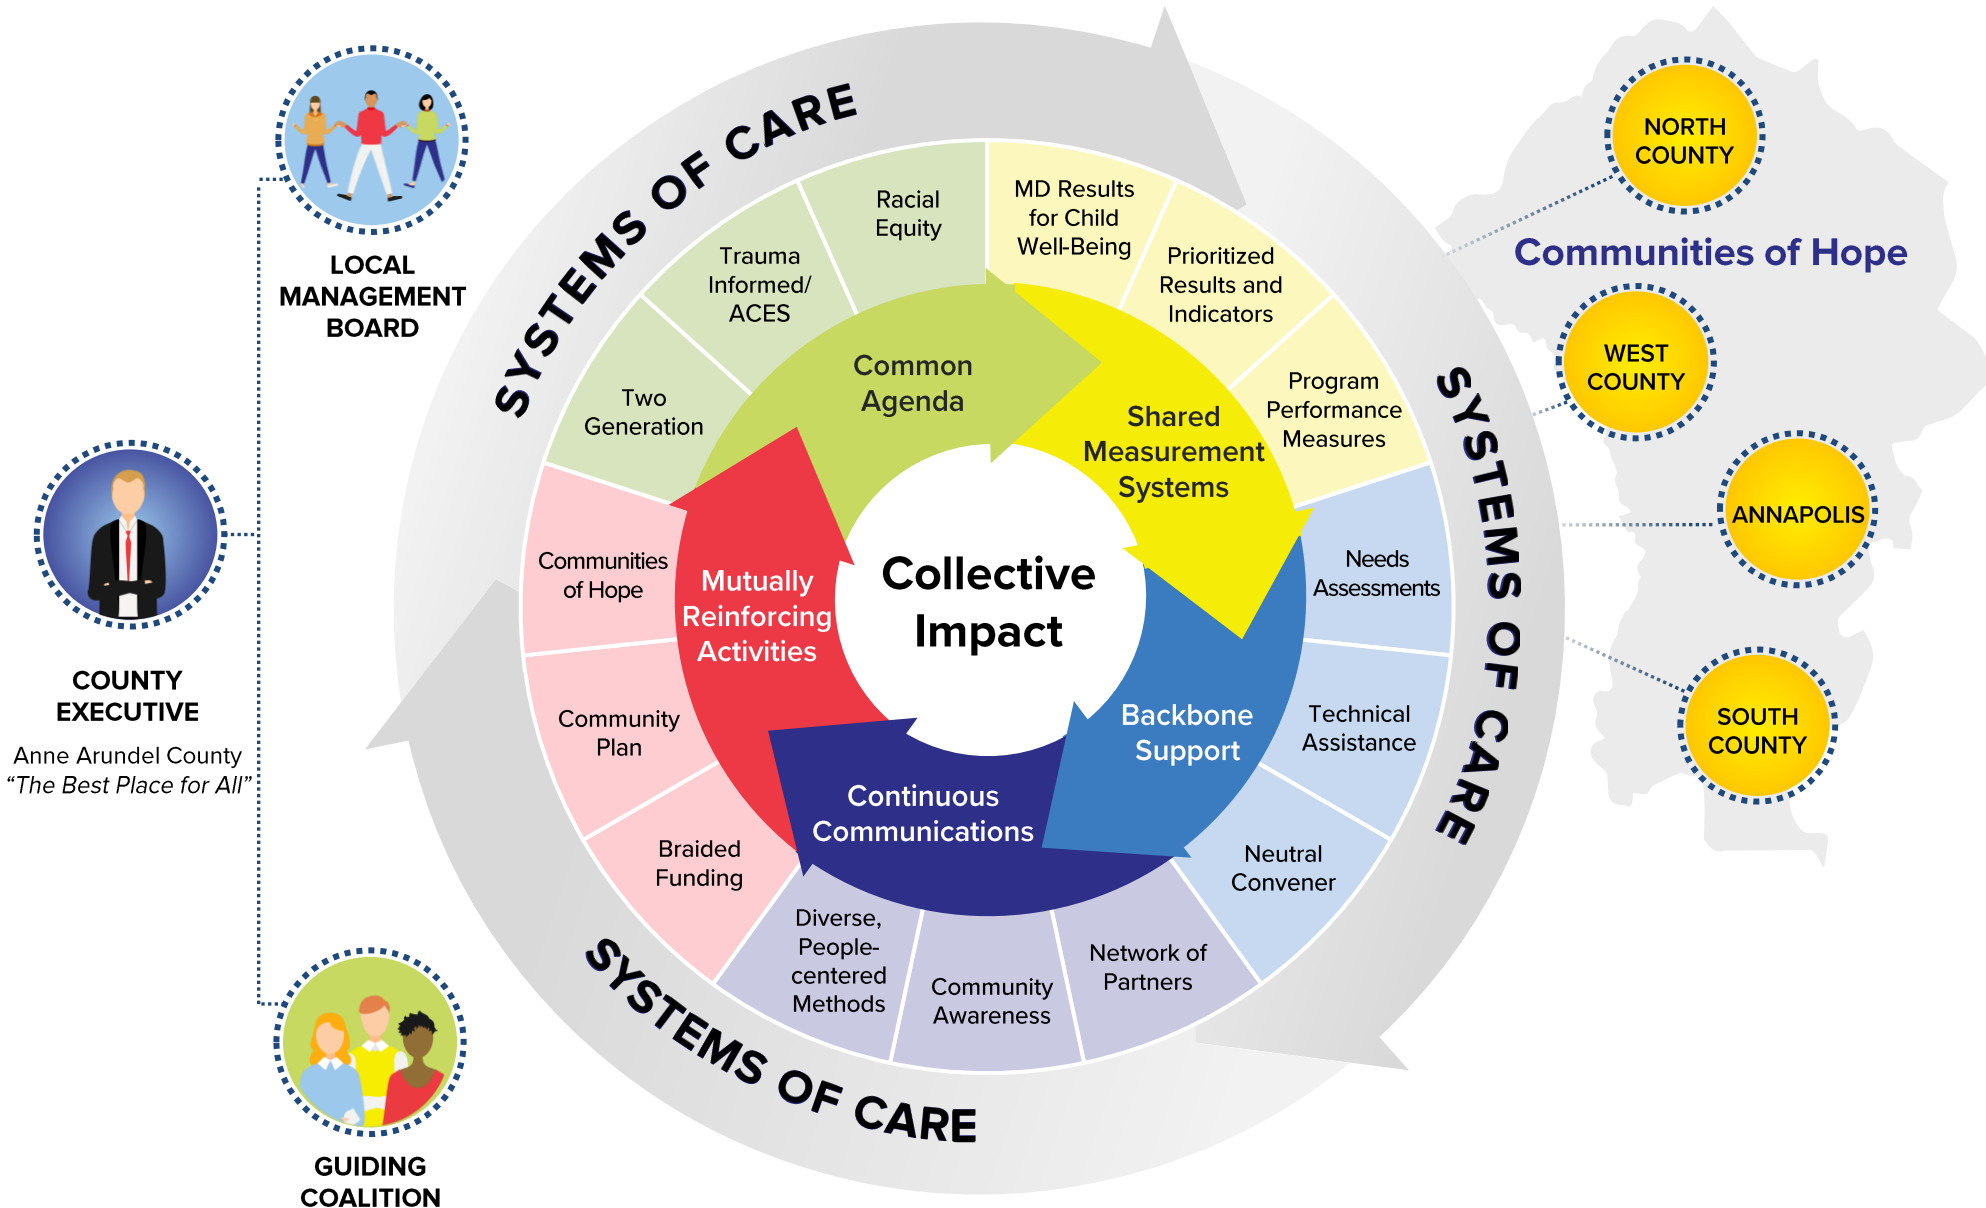 LOCAL
MANAGEMENT
BOARD
COUNTY
EXECUTIVE
Anne Arundel County
“The Best Place for All”
GUIDING
COALITION
SYSTEMS OF CARE
SYSTEMS OF CARE
SYSTEMS OF CARE
Racial
Equity
Trauma
Informed/
ACES
Two
Generation
MD Results
for Child
Well-Being
Prioritized
Results and
Indicators
Program
Performance
Measures
Needs
Assessments
Technical
Assistance
Neutral
Convener
Network of
Partners
Community
Awareness
Diverse,
People-
centered
Methods
Braided
Funding
Community
Plan
Communities
of Hope
Common
Agenda
Shared
Measurement
Systems
Backbone
Support
Continuous
Communications
Mutually
Reinforcing
Activities
Collective
Impact
NORTH
COUNTY
Communities of Hope
WEST
COUNTY
ANNAPOLIS
SOUTH
COUNTY